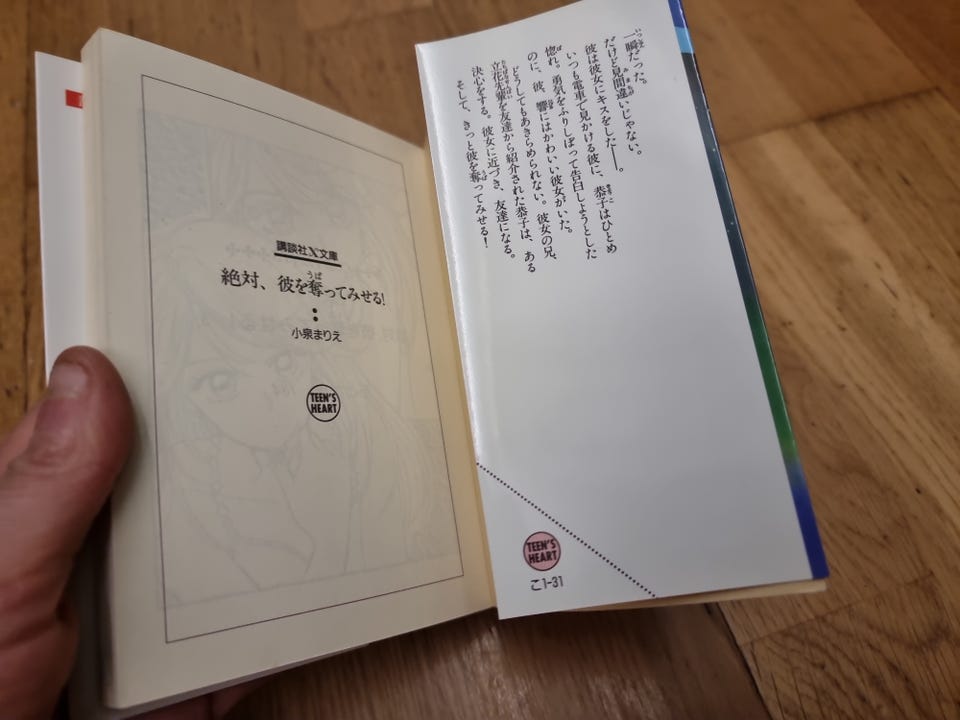 一瞬だった。
だけど見間違いじゃない。
彼は彼女にキスをした――。
いつも電車で見かける彼に、恭子はひとめ
惚れ。勇気をふりしぼって告白しようとした
のに、彼、響にはかわいい彼女がいた。
どうしてもあきらめられない。彼女の兄、
立花先輩を友達から紹介された恭子は、ある
決心をする。彼女に近づき、友達になる。
そして、きっと彼を奪ってみせる!
TEEN'S
HEART
こ1-31
講談社X文庫
絶対、彼を奪ってみせる!
小泉まりえ
TEEN'S
HEART